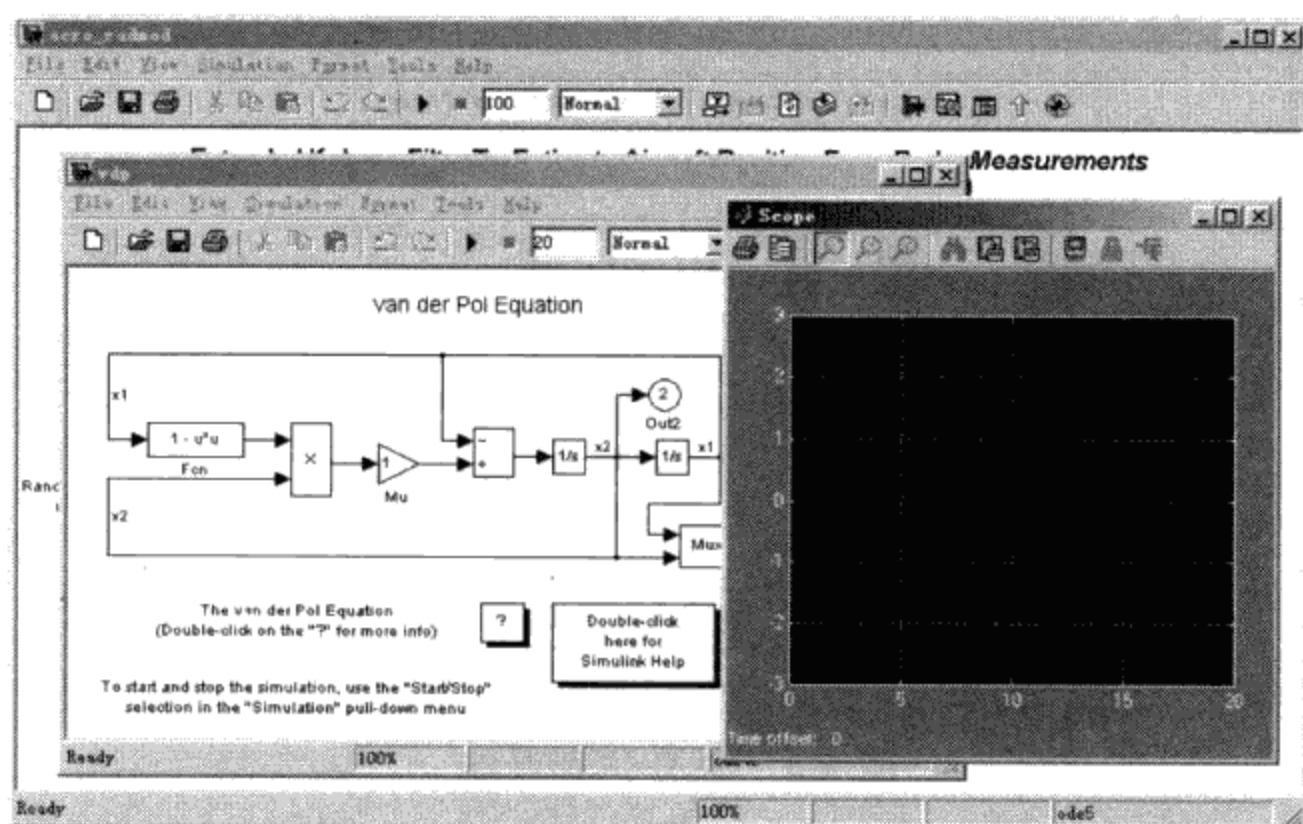 File Edit View Simulation Format Tools Help
100 Normal
Measurements
vdp
File Edit View Simulation Format Tools Help
20 Normal
Scope
van der Pol Equation
x1
1 - u*u
Fcn
×
1
Mu
-
+
1/s
x2
2
Out2
1/s
x1
x2
Mux
Ranc
The van der Pol Equation
(Double-click on the "?" for more info)
?
Double-click
here for
Simulink Help
To start and stop the simulation, use the "Start/Stop"
selection in the "Simulation" pull-down menu
3
2
1
0
-1
-2
-3
0 5 10 15 20
Time offset: 0
Ready 100%
Ready 100% ode5